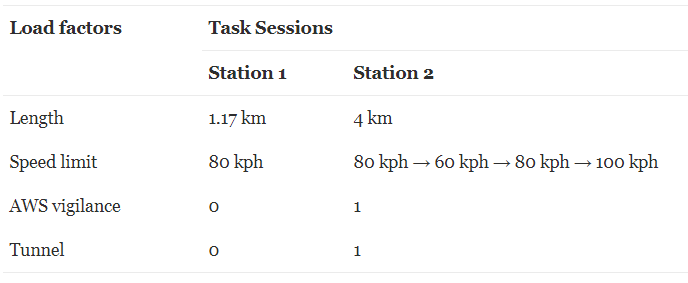 Load factors Task Sessions
Station 1 Station 2
Length 1.17 km 4 km
Speed limit 80 kph 80 kph → 60 kph → 80 kph → 100 kph
AWS vigilance 0 1
Tunnel 0 1